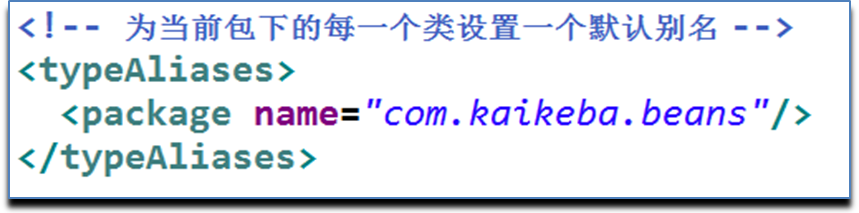 <!-- 为当前包下的每一个类设置一个默认别名 -->
<typeAliases>
<package name="com.kaikeba.beans"/>
</typeAliases>